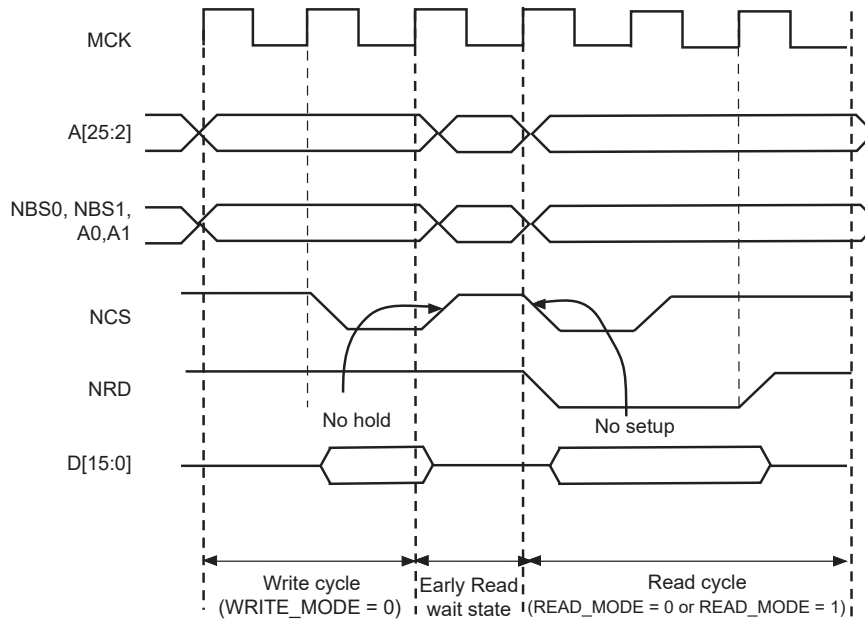 MCK
A[25:2]
NBS0, NBS1,
A0,A1
NCS
NRD
No hold
No setup
D[15:0]
Write cycle
(WRITE_MODE = 0)
Early Read
wait state
Read cycle
(READ_MODE = 0 or READ_MODE = 1)